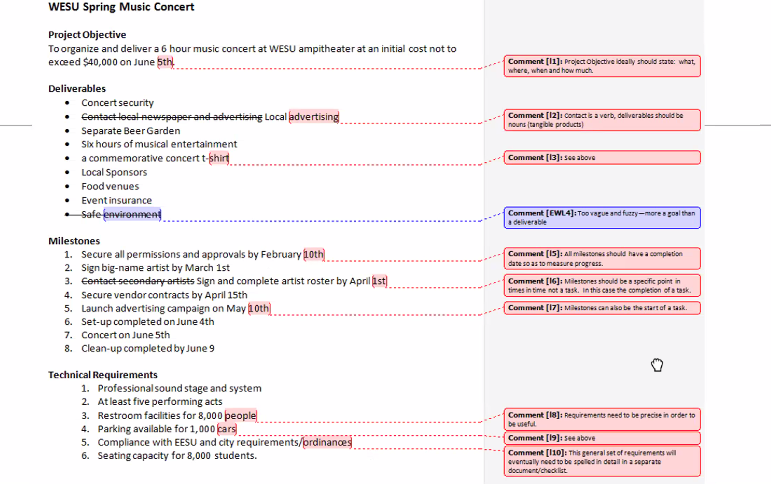 WESU Spring Music Concert
Project Objective
To organize and deliver a 6 hour music concert at WESU ampitheater at an initial cost not to
exceed $40,000 on June 5th.
Comment [l1]: Project Objective ideally should state: what,
where, when and how much.
Deliverables
• Concert security
• Contact local newspaper and advertising Local advertising
Comment [l2]: Contact is a verb, deliverables should be
nouns (tangible products)
• Separate Beer Garden
• Six hours of musical entertainment
• a commemorative concert t-shirt
Comment [l3]: See above
• Local Sponsors
• Food venues
• Event insurance
• Safe environment
Comment [EWL4]: Too vague and fuzzy—more a goal than
a deliverable
Milestones
1. Secure all permissions and approvals by February 10th
Comment [l5]: All milestones should have a completion
date so as to measure progress.
2. Sign big-name artist by March 1st
3. Contact secondary artists Sign and complete artist roster by April 1st
Comment [l6]: Milestones should be a specific point in
times in time not a task. In this case the completion of a task.
4. Secure vendor contracts by April 15th
5. Launch advertising campaign on May 10th
Comment [l7]: Milestones can also be the start of a task.
6. Set-up completed on June 4th
7. Concert on June 5th
8. Clean-up completed by June 9
Technical Requirements
1. Professional sound stage and system
2. At least five performing acts
3. Restroom facilities for 8,000 people
Comment [l8]: Requirements need to be precise in order to
be useful.
4. Parking available for 1,000 cars
Comment [l9]: See above
5. Compliance with EESU and city requirements/ordinances
Comment [l10]: This general set of requirements will
eventually need to be spelled in detail in a separate
document/checklist.
6. Seating capacity for 8,000 students.